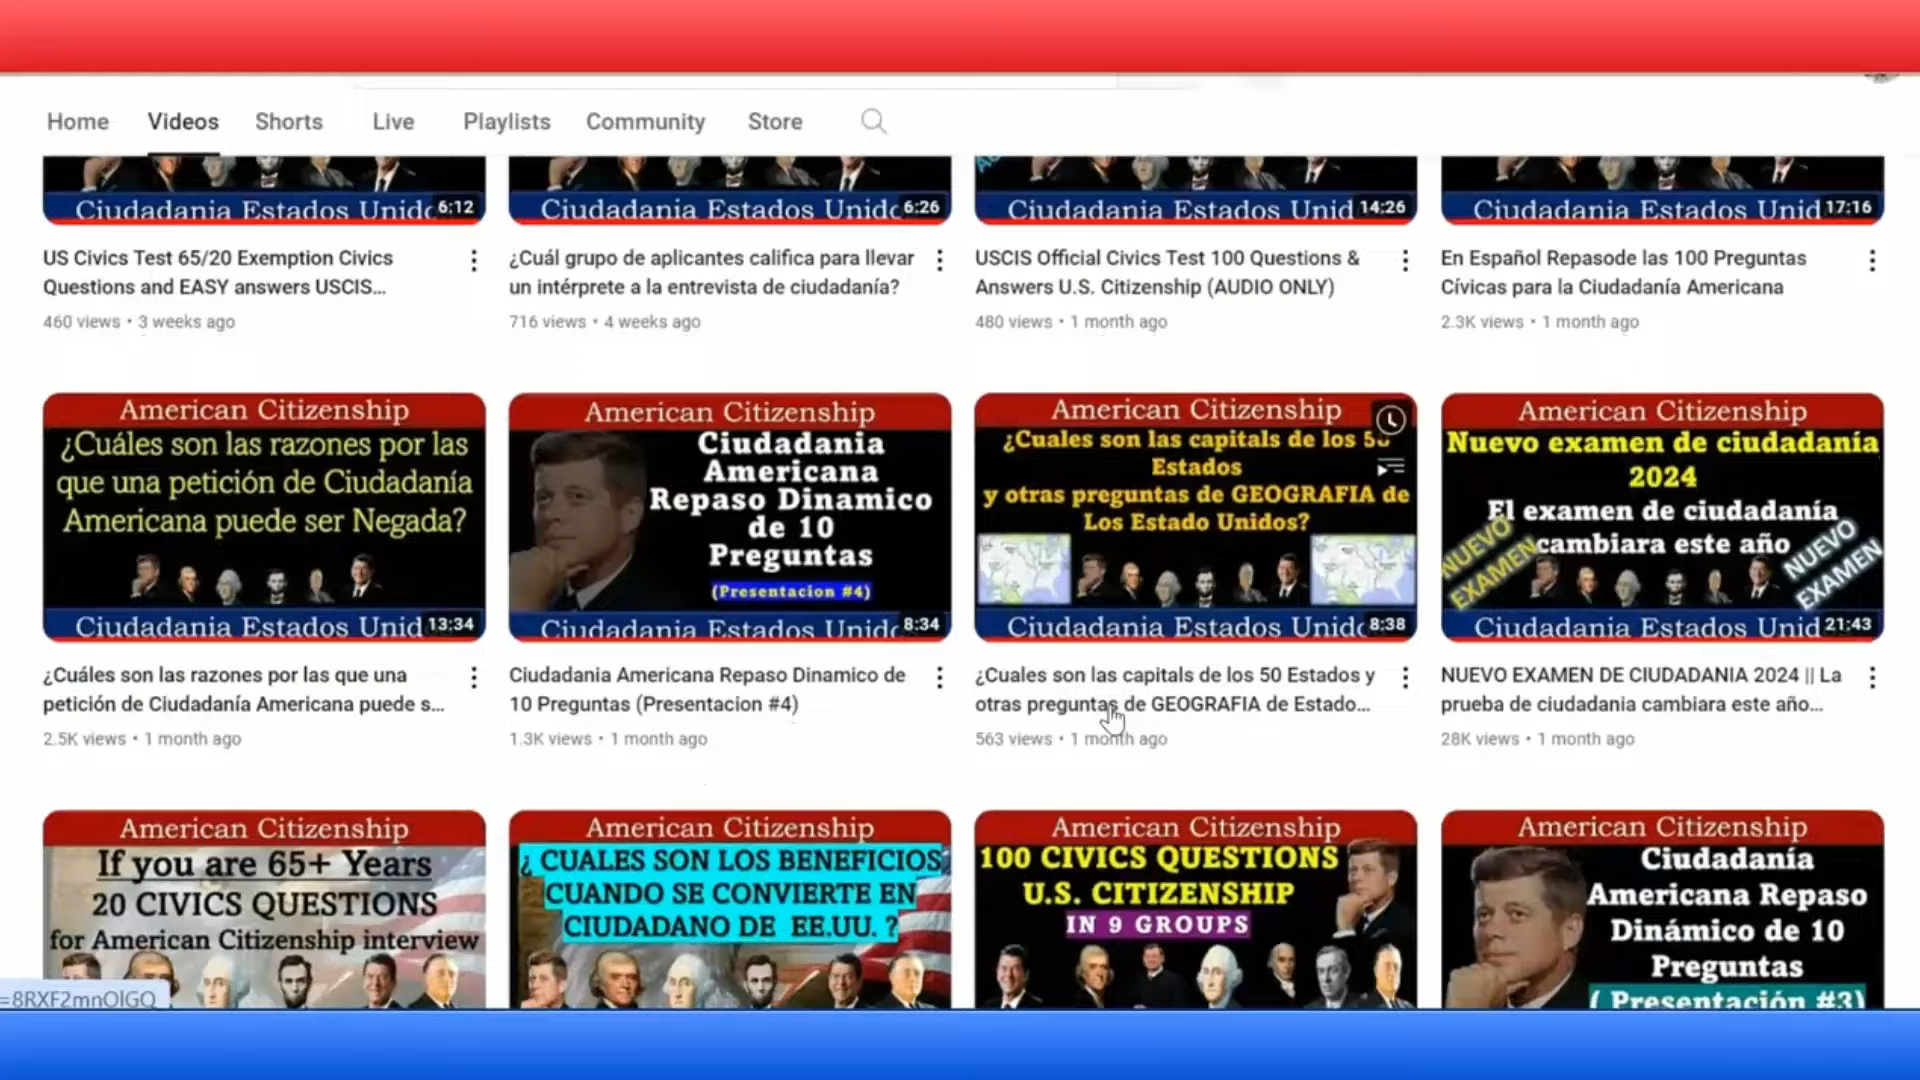 Home Videos Shorts Live Playlists Community Store
Ciudadania Estados Unid
6:12
US Civics Test 65/20 Exemption Civics
Questions and EASY answers USCIS...
460 views • 3 weeks ago
Ciudadania Estados Unid
6:26
¿Cuál grupo de aplicantes califica para llevar
un intérprete a la entrevista de ciudadanía?
716 views • 4 weeks ago
Ciudadania Estados Unid
14:26
USCIS Official Civics Test 100 Questions &
Answers U.S. Citizenship (AUDIO ONLY)
480 views • 1 month ago
Ciudadania Estados Unid
17:16
En Español Repasode las 100 Preguntas
Cívicas para la Ciudadanía Americana
2.3K views • 1 month ago
American Citizenship
¿Cuáles son las razones por las
que una petición de Ciudadanía
Americana puede ser Negada?
Ciudadania Estados Unid
13:34
¿Cuáles son las razones por las que una
petición de Ciudadanía Americana puede s...
2.5K views • 1 month ago
American Citizenship
Ciudadania
Americana
Repaso Dinamico
de 10
Preguntas
(Presentacion #4)
Ciudadania Estados Unid
8:34
Ciudadania Americana Repaso Dinamico de
10 Preguntas (Presentacion #4)
1.3K views • 1 month ago
American Citizenship
¿Cuales son las capitals de los 50
Estados
y otras preguntas de GEOGRAFIA de
Los Estado Unidos?
Ciudadania Estados Unid
8:38
¿Cuales son las capitals de los 50 Estados y
otras preguntas de GEOGRAFIA de Estado...
563 views • 1 month ago
American Citizenship
Nuevo examen de ciudadanía
2024
El examen de ciudadanía
cambiara este año
NUEVO
EXAMEN
NUEVO
EXAMEN
Ciudadania Estados Unid
21:43
NUEVO EXAMEN DE CIUDADANIA 2024 || La
prueba de ciudadania cambiara este año...
28K views • 1 month ago
American Citizenship
If you are 65+ Years
20 CIVICS QUESTIONS
for American Citizenship interview
American Citizenship
¿ CUALES SON LOS BENEFICIOS
CUANDO SE CONVIERTE EN
CIUDADANO DE EE.UU. ?
American Citizenship
100 CIVICS QUESTIONS
U.S. CITIZENSHIP
IN 9 GROUPS
American Citizenship
Ciudadanía
Americana Repaso
Dinámico de 10
Preguntas
( Presentación #3)
=8RXF2mnOlGQ